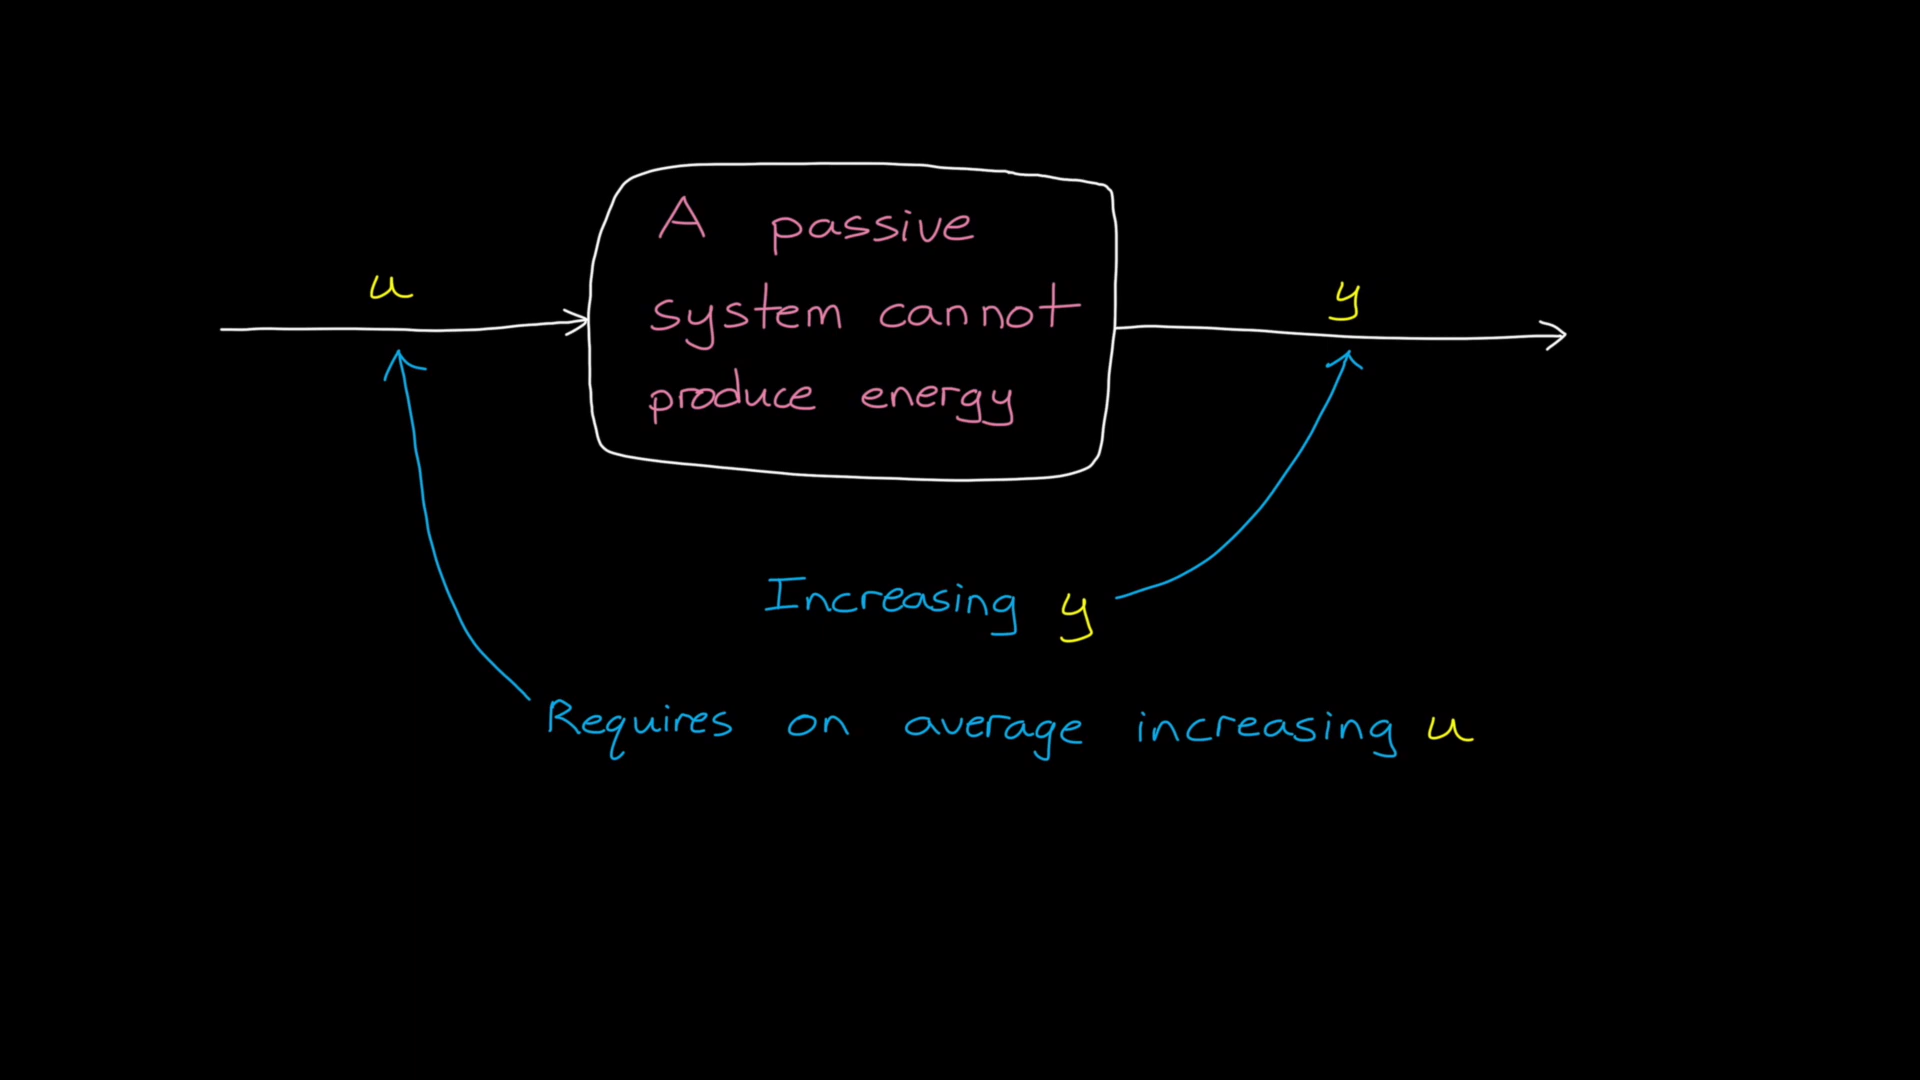 A passive
system cannot
produce energy
u
y
Increasing y
Requires on average increasing u